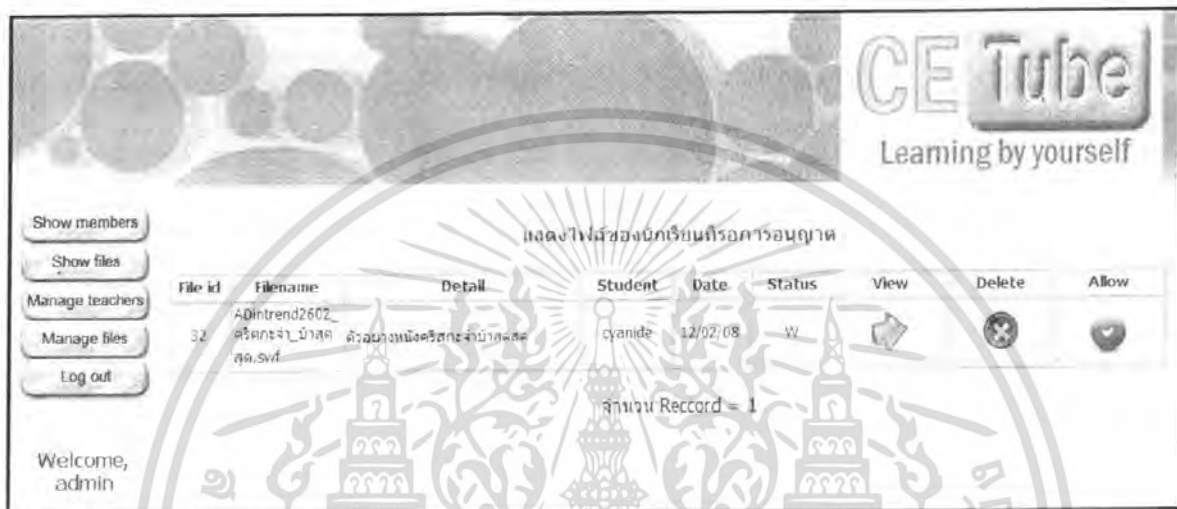 CE Tube
Learning by yourself
Show members
Show files
Manage teachers
Manage files
Log out
Welcome,
admin
แสดงไฟล์ของนักเรียนที่รอการอนุญาต
File id Filename Detail Student Date Status View Delete Allow
ADintrend2602_
32 คริตกะจ๋า_บ้าสุด ตัวอย่างหนังคริตกะจ๋าบ้าสุดสุด cyanide 12/02/08 W
สุด.swf
จำนวน Reccord = 1